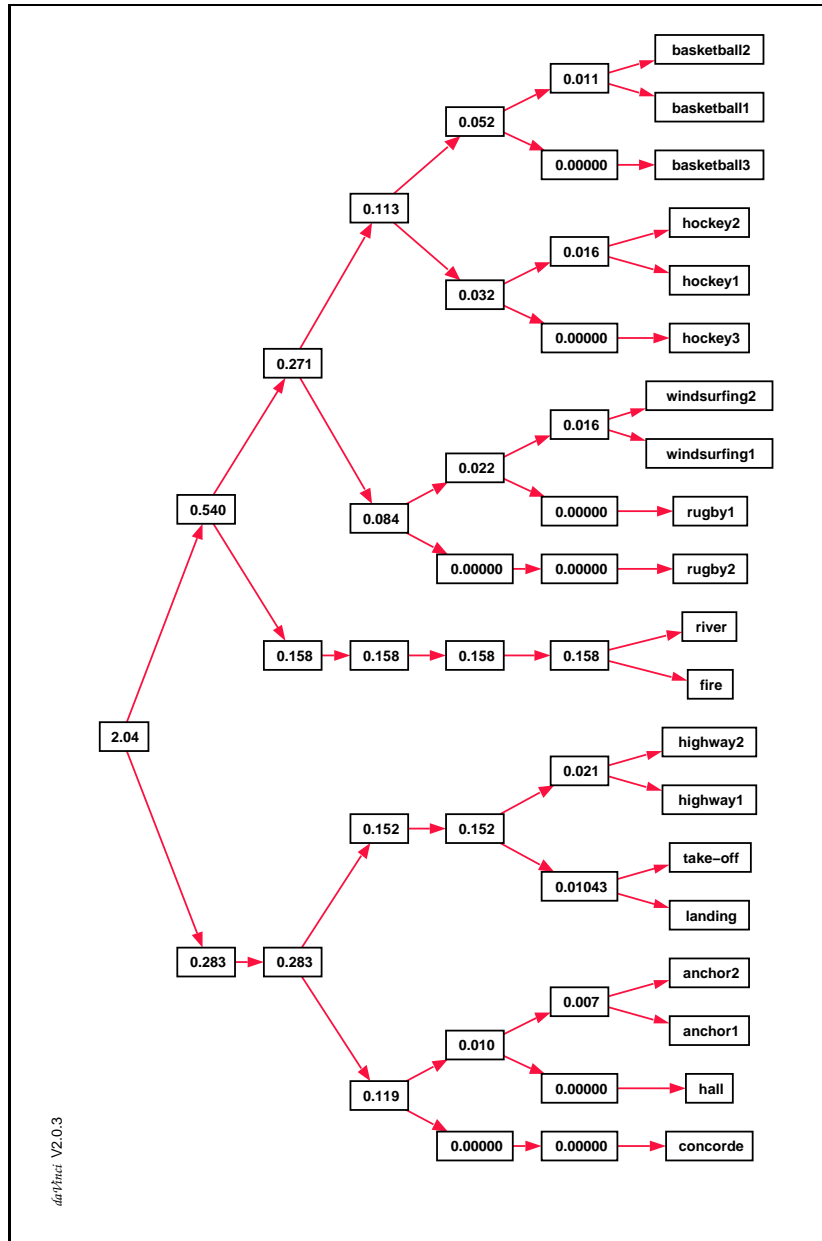 basketball2
0.011
basketball1
0.052
0.00000
basketball3
0.113
hockey2
0.016
hockey1
0.032
0.00000
hockey3
0.271
windsurfing2
0.016
windsurfing1
0.022
0.540
0.084
0.00000
rugby1
0.00000
0.00000
rugby2
river
0.158
0.158
0.158
0.158
fire
2.04
highway2
0.021
highway1
0.152
0.152
take–off
0.01043
landing
0.283
0.283
anchor2
0.007
anchor1
0.010
0.119
0.00000
hall
0.00000
0.00000
concorde
daVinci V2.0.3